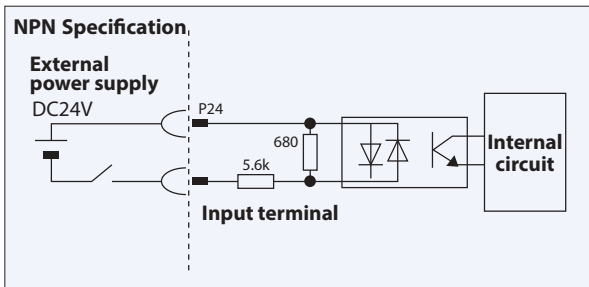 NPN Specification
External
power supply
DC24V
P24
680
5.6k
Internal
circuit
Input terminal